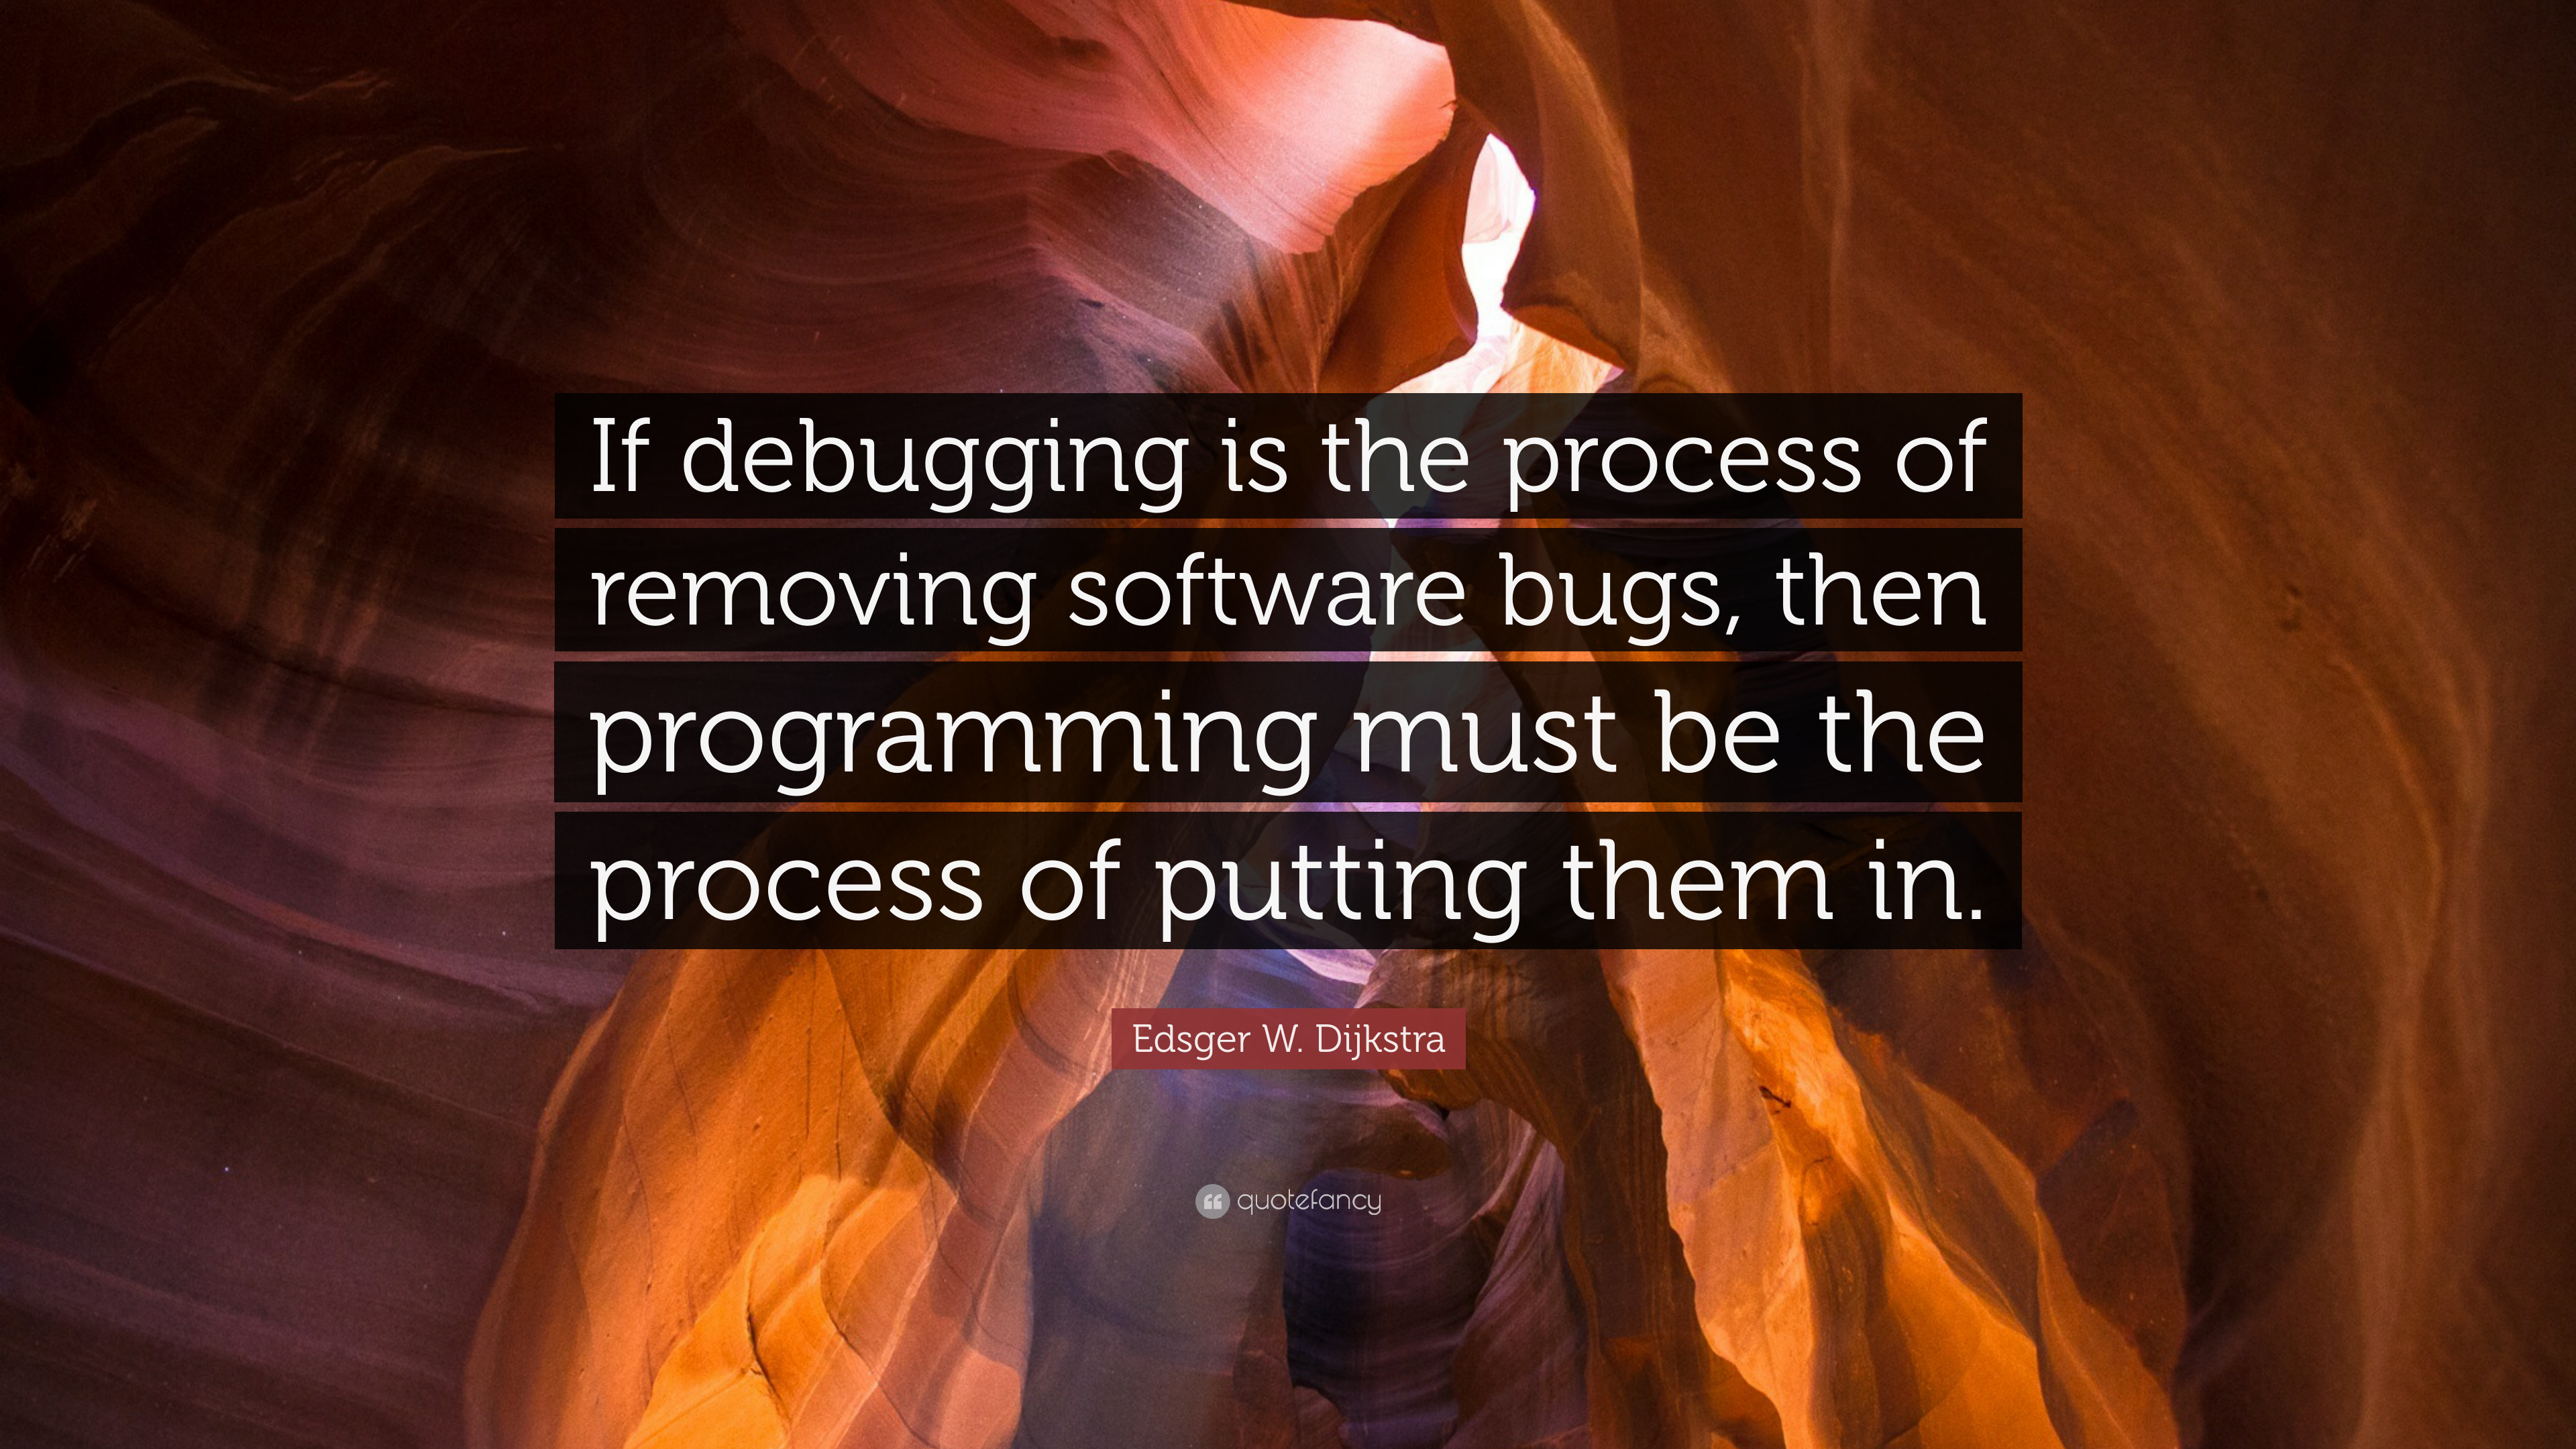 If debugging is the process of
removing software bugs, then
programming must be the
process of putting them in.
Edsger W. Dijkstra
quotefancy